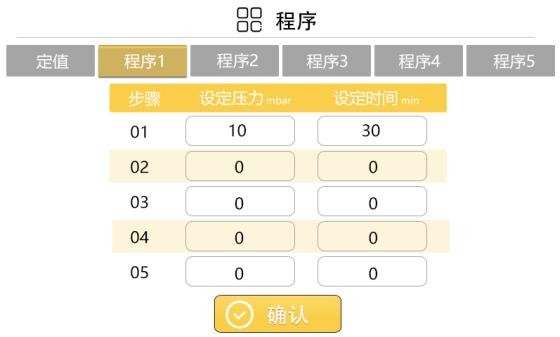 程序
定值 程序1 程序2 程序3 程序4 程序5
步骤 设定压力 mbar 设定时间 min
01 10 30
02 0 0
03 0 0
04 0 0
05 0 0
确认